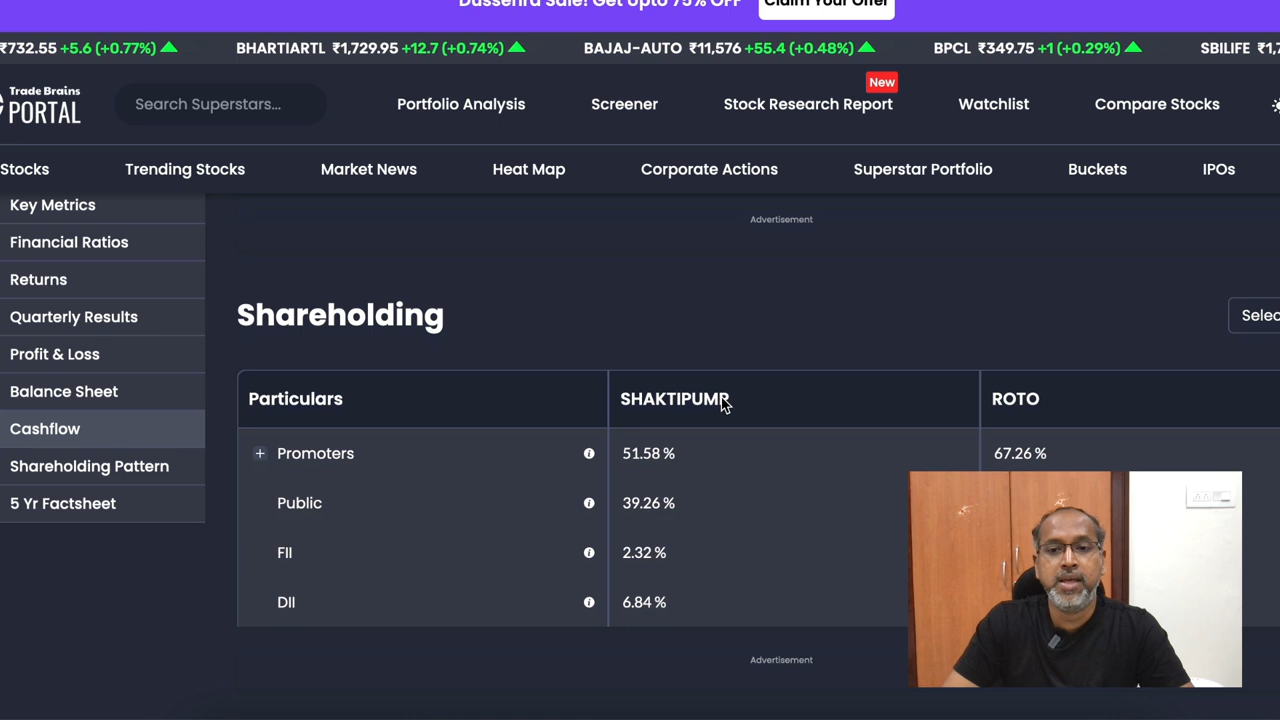 Dussehra Sale! Get Upto 75% OFF
Claim Your Offer
₹732.55 +5.6 (+0.77%) BHARTIARTL ₹1,729.95 +12.7 (+0.74%) BAJAJ-AUTO ₹11,576 +55.4 (+0.48%) BPCL ₹349.75 +1 (+0.29%) SBILIFE ₹1,7
Trade Brains
PORTAL
Search Superstars...
Portfolio Analysis
Screener
Stock Research Report
New
Watchlist
Compare Stocks
Stocks
Trending Stocks
Market News
Heat Map
Corporate Actions
Superstar Portfolio
Buckets
IPOs
Key Metrics
Financial Ratios
Returns
Quarterly Results
Profit & Loss
Balance Sheet
Cashflow
Shareholding Pattern
5 Yr Factsheet
Advertisement
Shareholding
Selec
Particulars SHAKTIPUMP ROTO
Promoters 51.58 % 67.26 %
Public 39.26 %
FII 2.32 %
DII 6.84 %
Advertisement